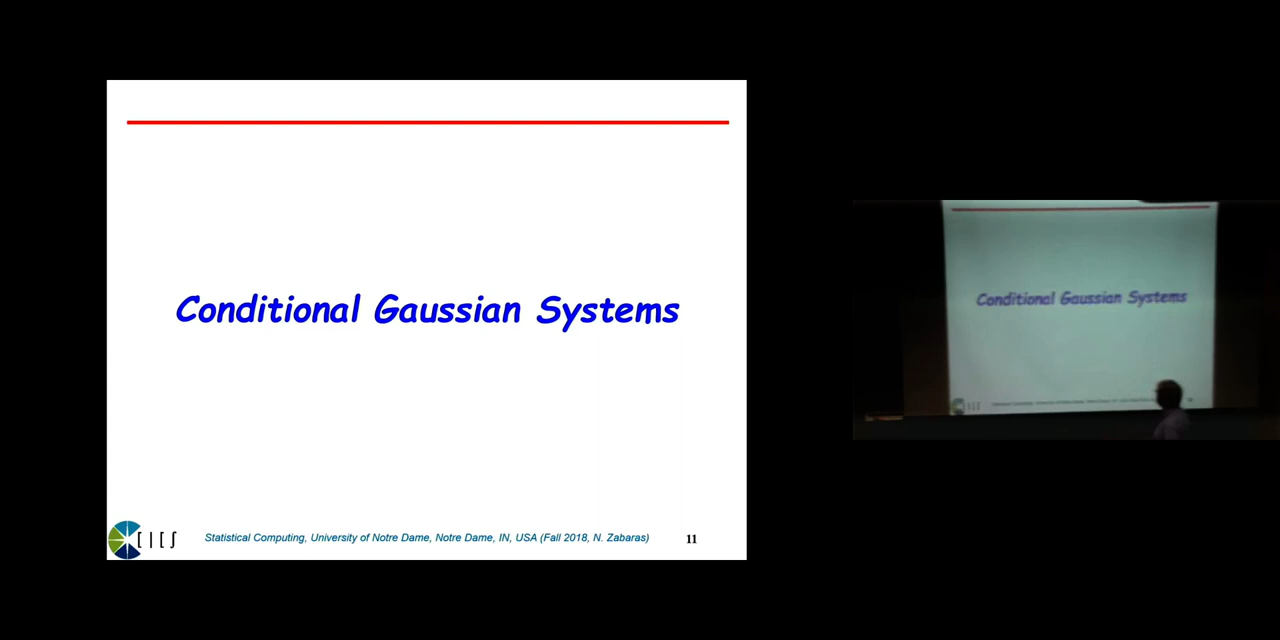 Conditional Gaussian Systems
CICS
Statistical Computing, University of Notre Dame, Notre Dame, IN, USA (Fall 2018, N. Zabaras)
11
Conditional Gaussian Systems